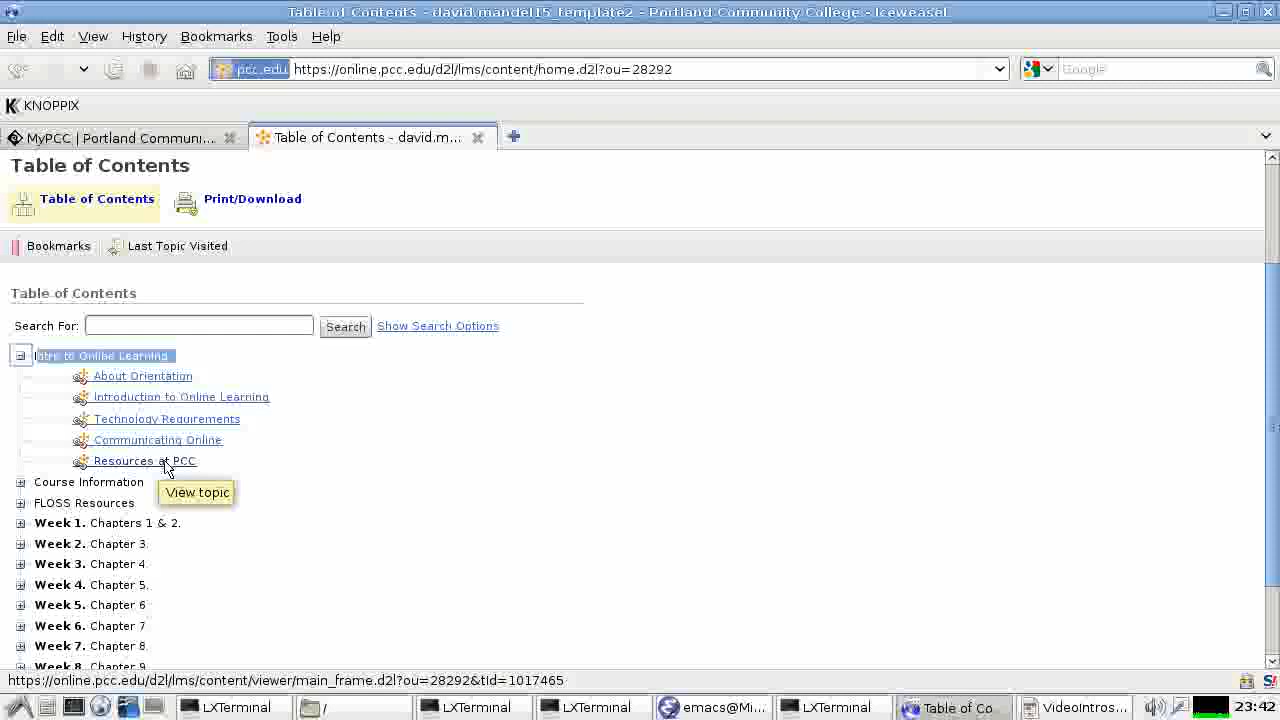 Table of Contents - david.mandel15_template2 - Portland Community College - Iceweasel
File Edit View History Bookmarks Tools Help
pcc.edu https://online.pcc.edu/d2l/lms/content/home.d2l?ou=28292 Google
KNOPPIX
MyPCC | Portland Communi... Table of Contents - david.m...
Table of Contents
Table of Contents Print/Download
Bookmarks Last Topic Visited
Table of Contents
Search For: Search Show Search Options
Intro to Online Learning
About Orientation
Introduction to Online Learning
Technology Requirements
Communicating Online
Resources at PCC
Course Information
View topic
FLOSS Resources
Week 1. Chapters 1 & 2.
Week 2. Chapter 3.
Week 3. Chapter 4.
Week 4. Chapter 5.
Week 5. Chapter 6
Week 6. Chapter 7
Week 7. Chapter 8.
Week 8. Chapter 9.
https://online.pcc.edu/d2l/lms/content/viewer/main_frame.d2l?ou=28292&tId=1017465
LXTerminal / LXTerminal LXTerminal emacs@Mi... LXTerminal Table of Co VideoIntros... 23:42